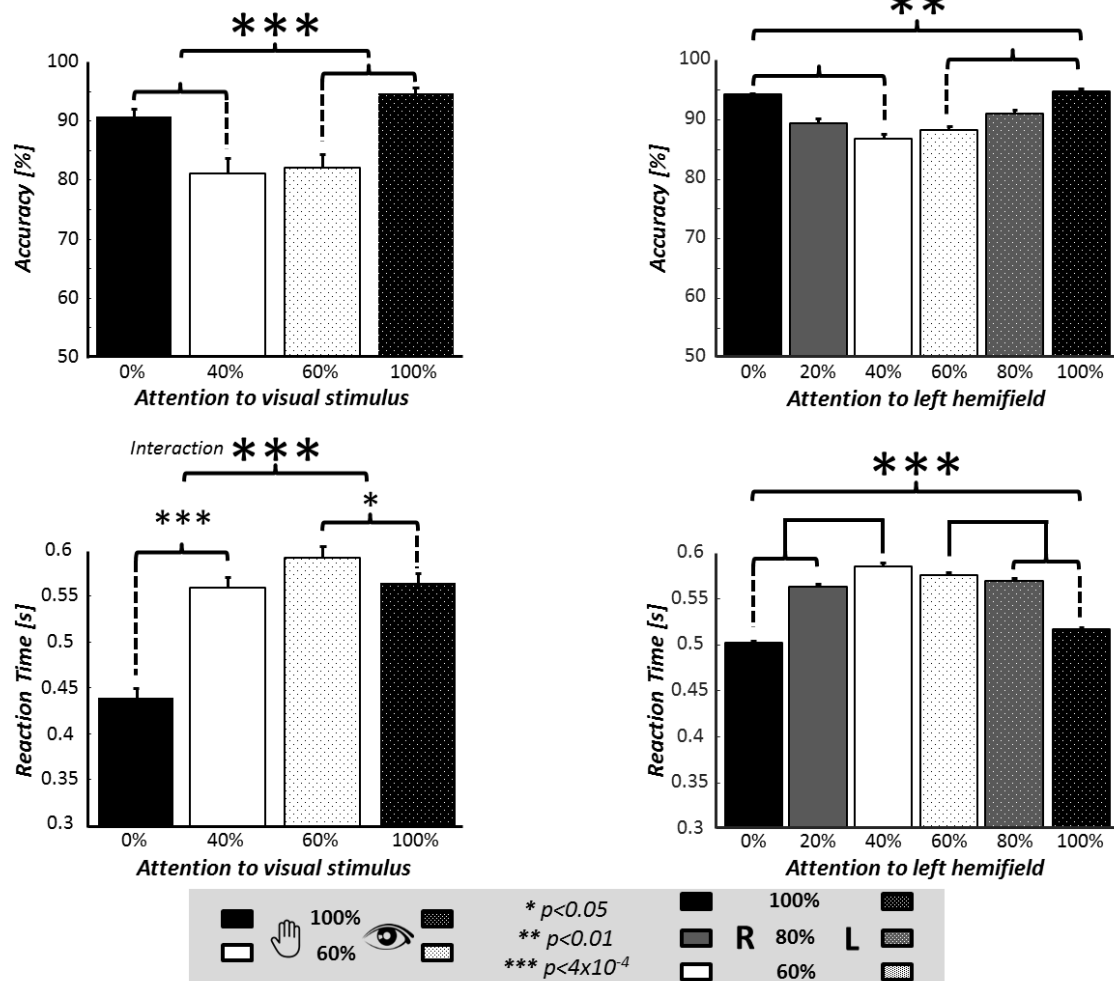 ***
100
90
80
70
60
50
Accuracy [%]
0% 40% 60% 100%
Attention to visual stimulus
**
100
90
80
70
60
50
Accuracy [%]
0% 20% 40% 60% 80% 100%
Attention to left hemifield
Interaction ***
***
*
0.6
0.55
0.5
0.45
0.4
0.35
0.3
Reaction Time [s]
0% 40% 60% 100%
Attention to visual stimulus
***
0.6
0.55
0.5
0.45
0.4
0.35
0.3
Reaction Time [s]
0% 20% 40% 60% 80% 100%
Attention to left hemifield
100%
60%
* p<0.05
** p<0.01
*** p<4x10⁻⁴
100%
R 80% L
60%